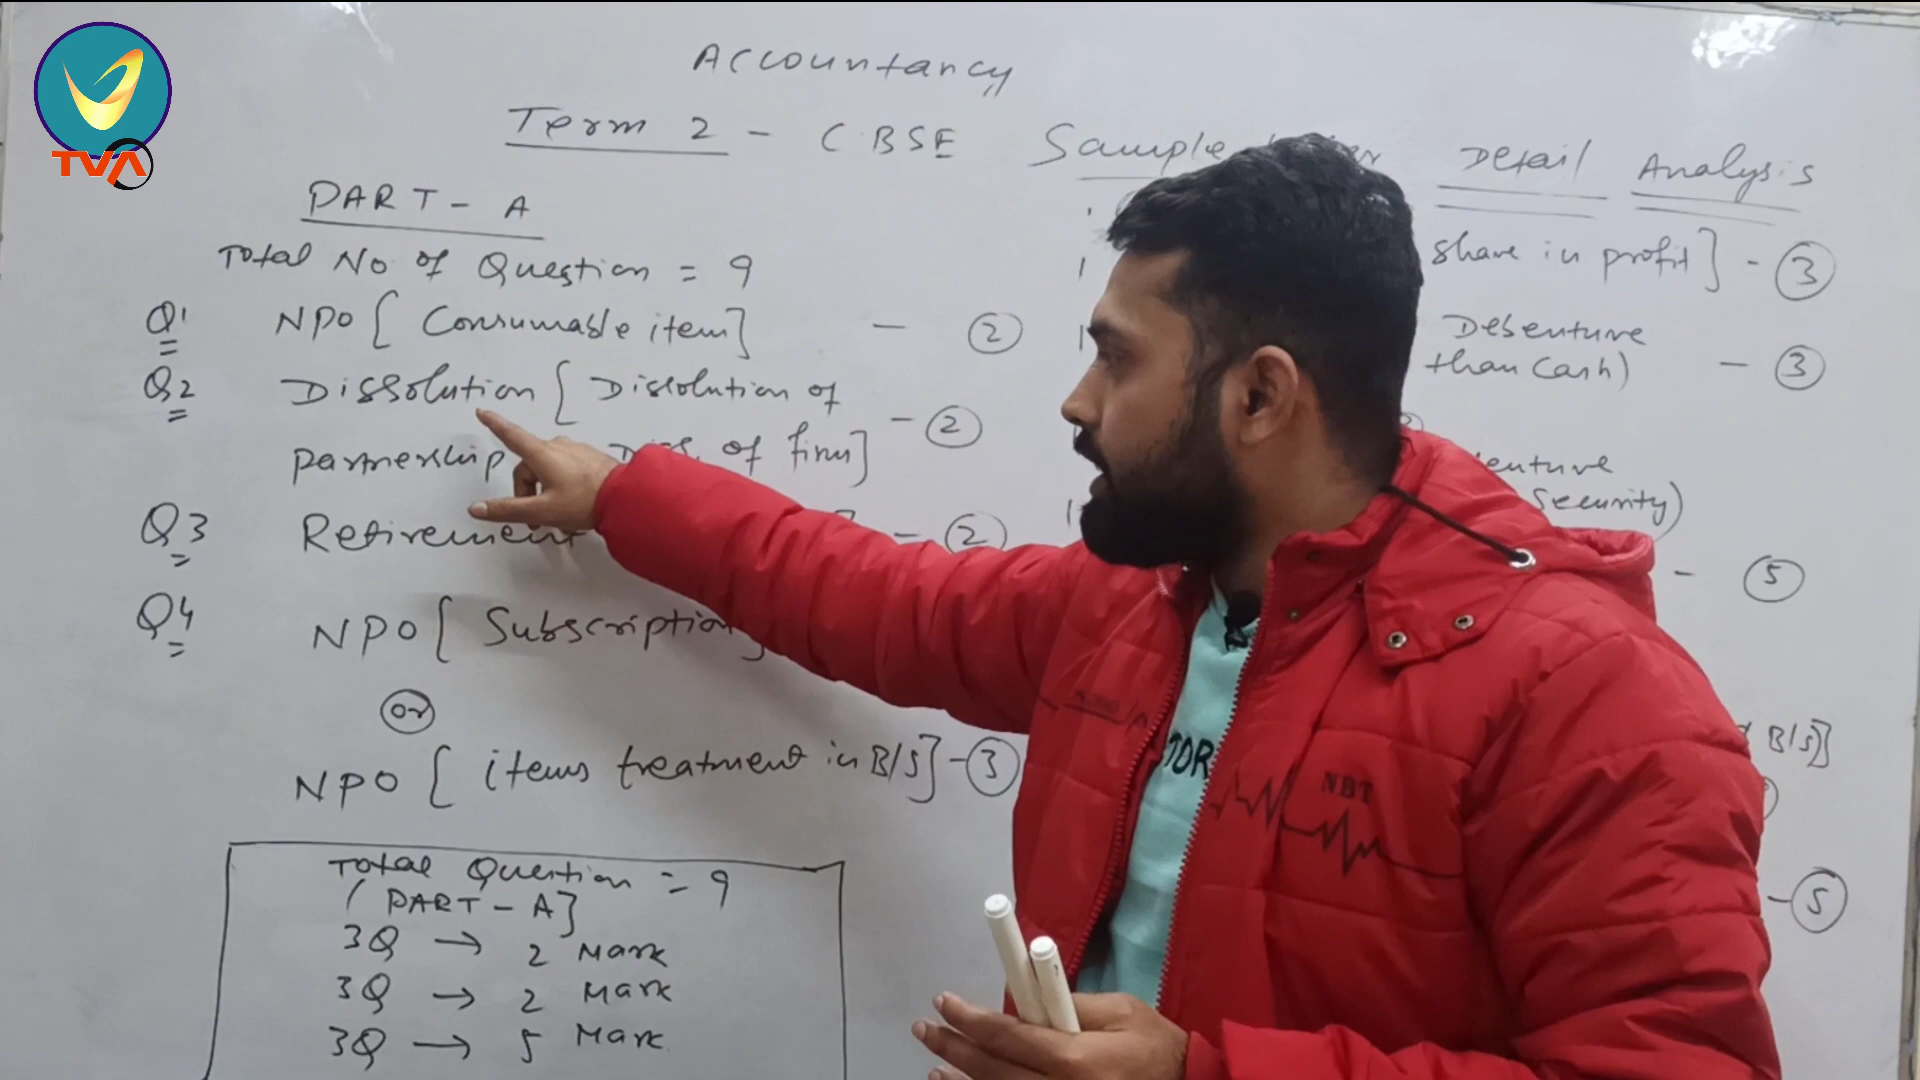 TVA
Accountancy
Term 2 - CBSE Sample Detail Analysis
PART - A
Total No of Question = 9
Q1 NPO [ Consumable item] - 2
Q2 Dissolution [ Dissolution of
partnership of firm] - 2
Q3 Retirement - 2
Q4 NPO [ Subscription]
or
NPO [ items treatment in B/S] - 3
Total Question = 9
( PART - A]
3Q → 2 Mark
3Q → 2 Mark
3Q → 5 Mark
share in profit] - 3
Debenture
than Cash) - 3
Security)
- 5
B/S]
- 5
NBT